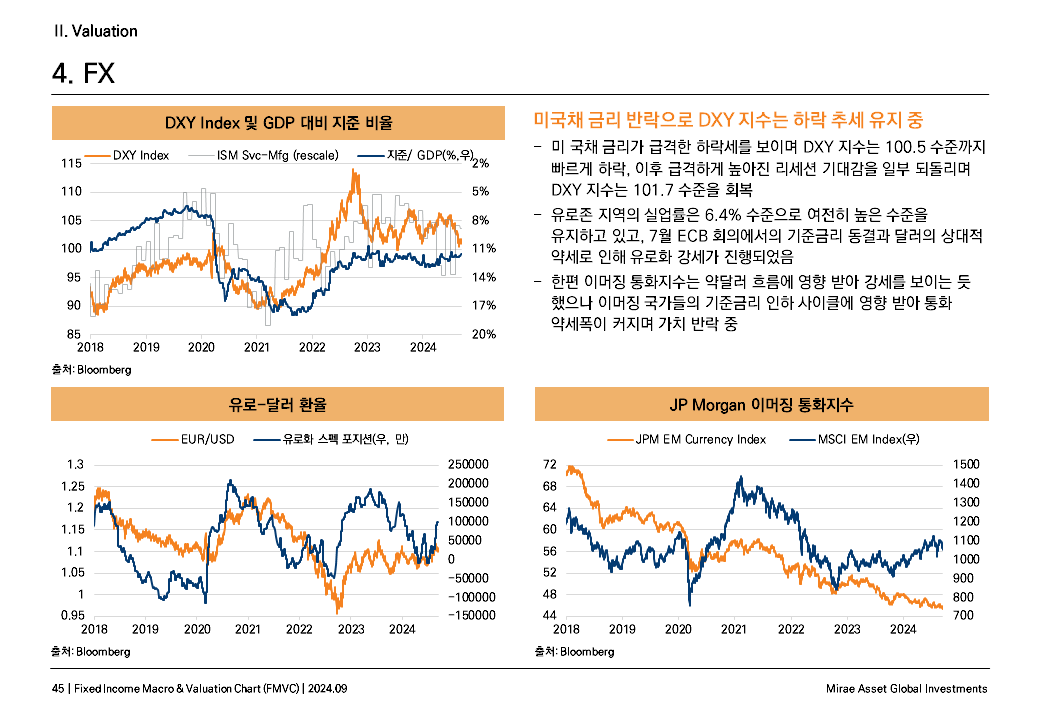 II. Valuation
4. FX
DXY Index 및 GDP 대비 지준 비율
DXY Index
ISM Svc-Mfg (rescale)
지준/ GDP(%,우)
115
110
105
100
95
90
85
2%
5%
8%
11%
14%
17%
20%
2018
2019
2020
2021
2022
2023
2024
출처: Bloomberg
미국채 금리 반락으로 DXY 지수는 하락 추세 유지 중
- 미 국채 금리가 급격한 하락세를 보이며 DXY 지수는 100.5 수준까지
빠르게 하락, 이후 급격하게 높아진 리세션 기대감을 일부 되돌리며
DXY 지수는 101.7 수준을 회복
- 유로존 지역의 실업률은 6.4% 수준으로 여전히 높은 수준을
유지하고 있고, 7월 ECB 회의에서의 기준금리 동결과 달러의 상대적
약세로 인해 유로화 강세가 진행되었음
- 한편 이머징 통화지수는 약달러 흐름에 영향 받아 강세를 보이는 듯
했으나 이머징 국가들의 기준금리 인하 사이클에 영향 받아 통화
약세폭이 커지며 가치 반락 중
유로-달러 환율
EUR/USD
유로화 스펙 포지션(우, 만)
1.3
1.25
1.2
1.15
1.1
1.05
1
0.95
250000
200000
150000
100000
50000
0
-50000
-100000
-150000
2018
2019
2020
2021
2022
2023
2024
출처: Bloomberg
JP Morgan 이머징 통화지수
JPM EM Currency Index
MSCI EM Index(우)
72
68
64
60
56
52
48
44
1500
1400
1300
1200
1100
1000
900
800
700
2018
2019
2020
2021
2022
2023
2024
출처: Bloomberg
45 | Fixed Income Macro & Valuation Chart (FMVC) | 2024.09
Mirae Asset Global Investments